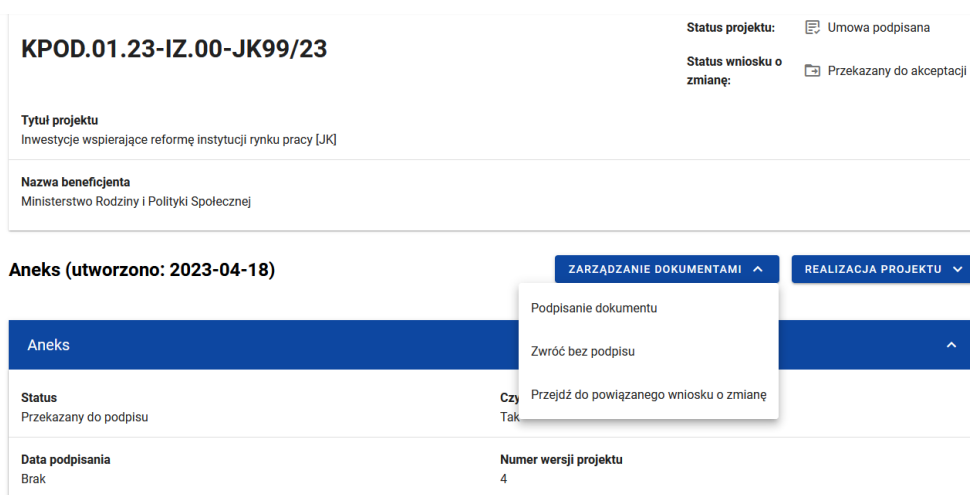 KPOD.01.23-IZ.00-JK99/23
Status projektu:
Umowa podpisana
Status wniosku o
zmianę:
Przekazany do akceptacji
Tytuł projektu
Inwestycje wspierające reformę instytucji rynku pracy [JK]
Nazwa beneficjenta
Ministerstwo Rodziny i Polityki Społecznej
Aneks (utworzono: 2023-04-18)
ZARZĄDZANIE DOKUMENTAMI
REALIZACJA PROJEKTU
Podpisanie dokumentu
Zwróć bez podpisu
Przejdź do powiązanego wniosku o zmianę
Aneks
Status
Przekazany do podpisu
Czy
Tak
Data podpisania
Brak
Numer wersji projektu
4